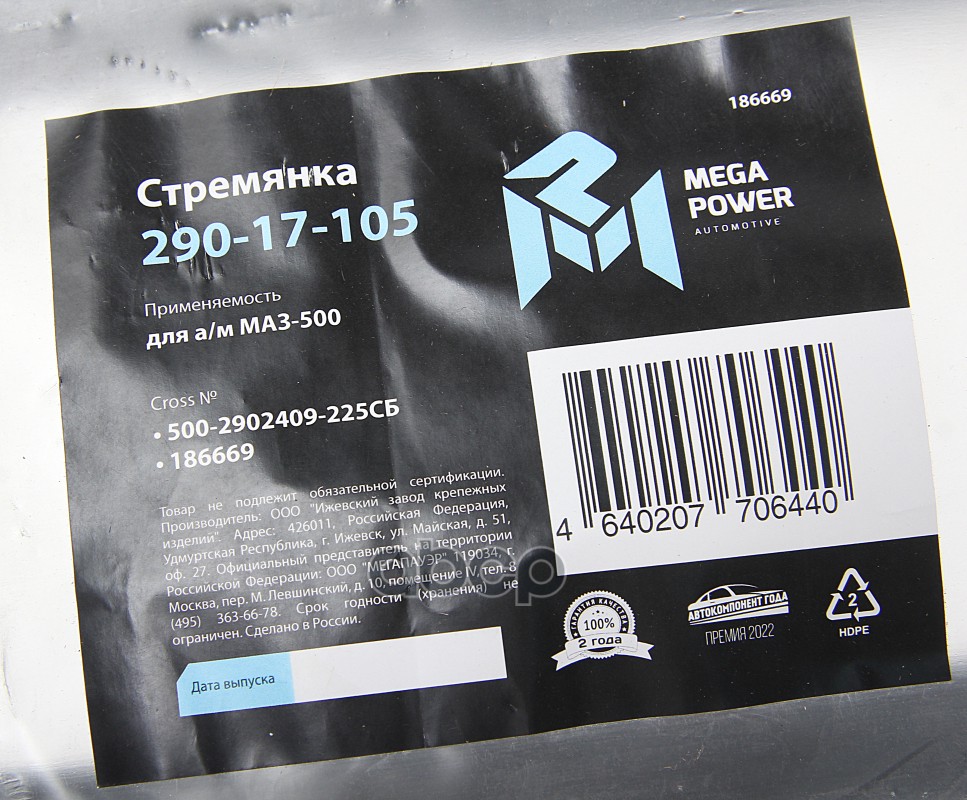 186669
Стремянка
290-17-105
MEGA
POWER
AUTOMOTIVE
Применяемость
для а/м МАЗ-500
Cross №
• 500-2902409-225СБ
• 186669
Товар не подлежит обязательной сертификации.
Производитель: ООО "Ижевский завод крепежных
изделий". Адрес: 426011, Российская Федерация,
Удмуртская Республика, г. Ижевск, ул. Майская, д. 51,
оф. 27. Официальный представитель на территории
Российской Федерации: ООО "МЕГАПАУЭР", 119034, г.
Москва, пер. М. Левшинский, д. 10, помещение IV, тел. 8
(495) 363-66-78. Срок годности (хранения) не
ограничен. Сделано в России.
Дата выпуска
4 640207 706440
ГАРАНТИЯ КАЧЕСТВА
100%
2 года
АВТОКОМПОНЕНТ ГОДА
ПРЕМИЯ 2022
2
HDPE